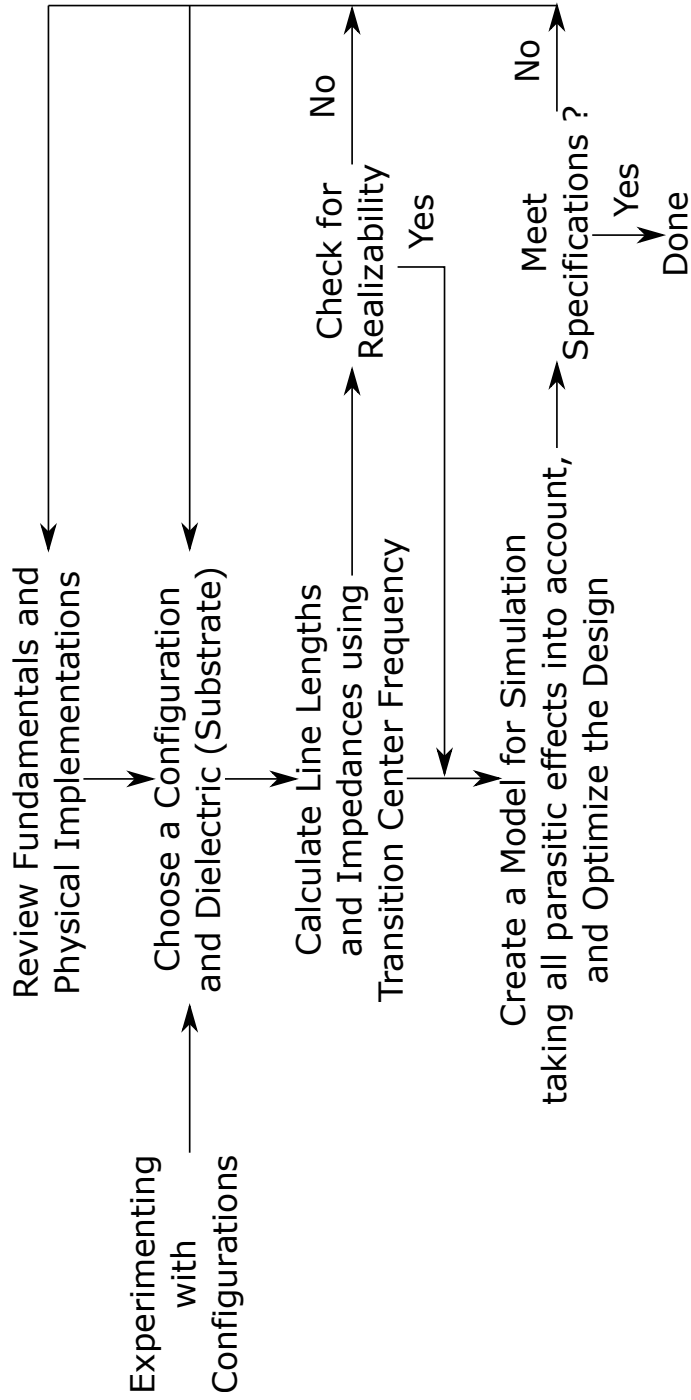 Review Fundamentals and
Physical Implementations
Experimenting
with
Configurations
Choose a Configuration
and Dielectric (Substrate)
Calculate Line Lengths
and Impedances using
Transition Center Frequency
Check for
Realizability
No
Yes
Create a Model for Simulation
taking all parasitic effects into account,
and Optimize the Design
Meet
Specifications ?
No
Yes
Done